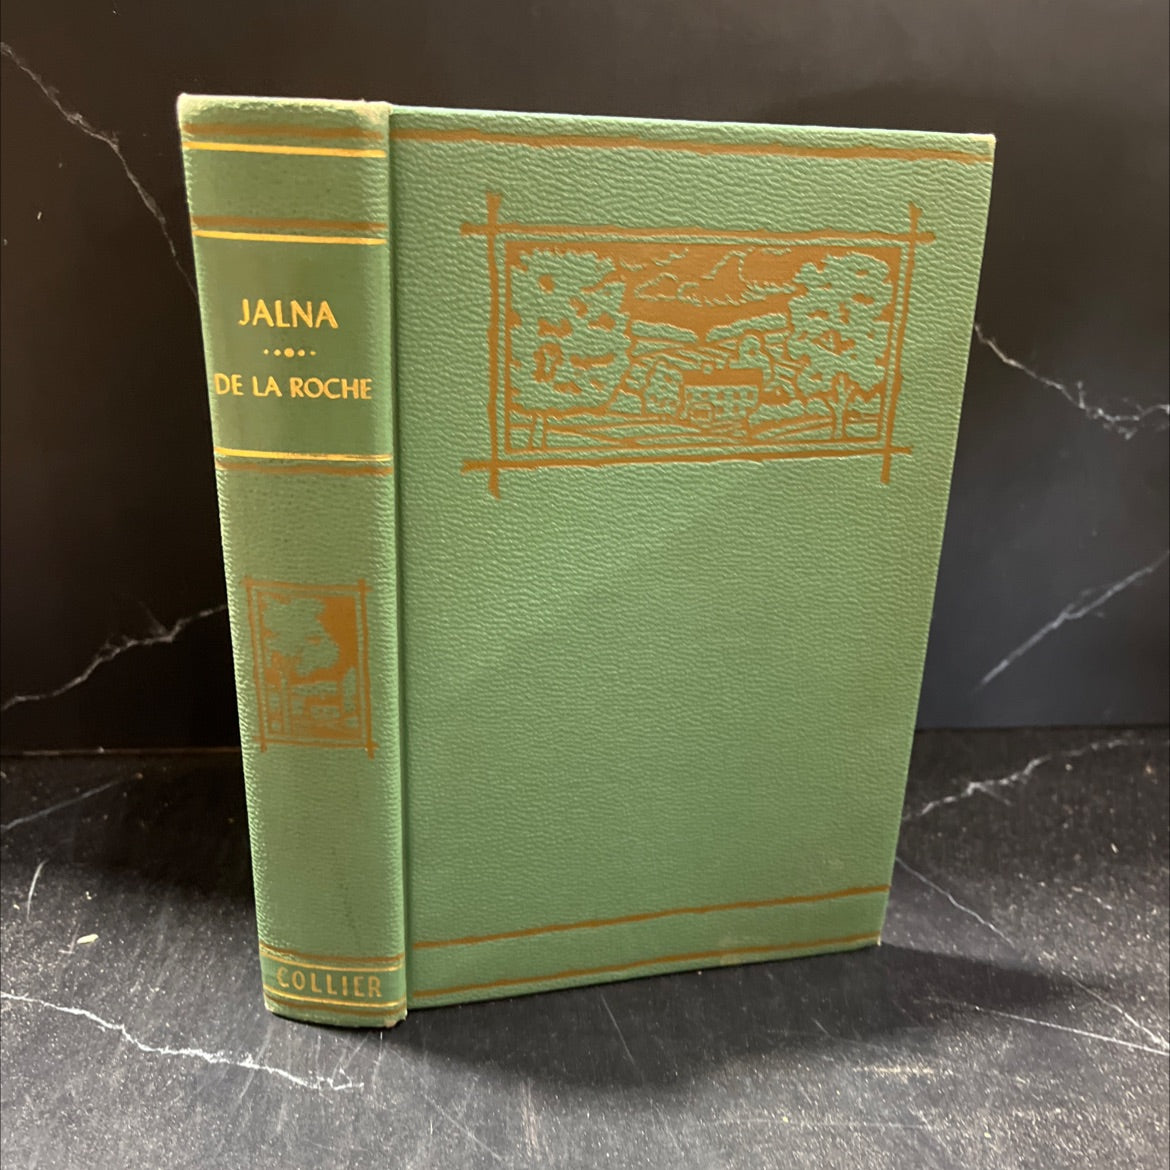 JALNA
DE LA ROCHE
COLLIER